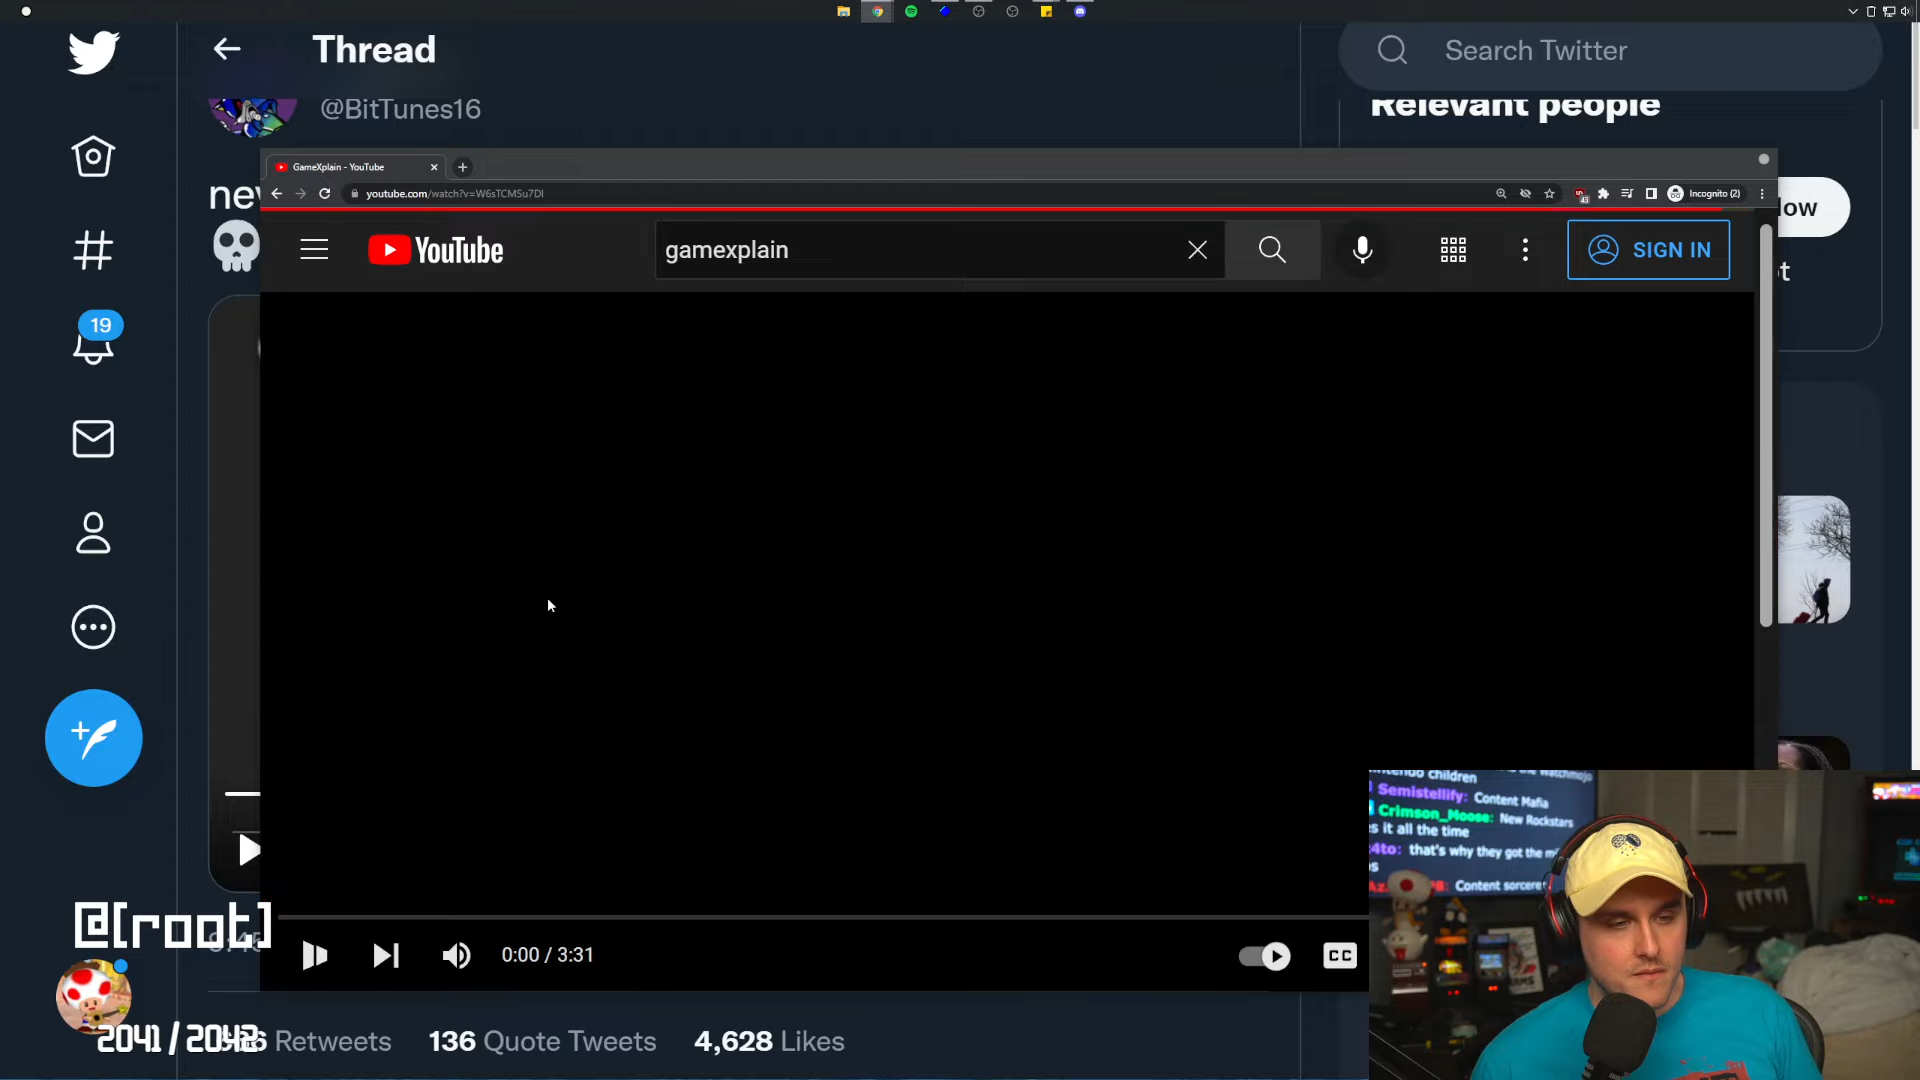 Thread
Search Twitter
@BitTunes16
Relevant people
GameXplain - YouTube
youtube.com/watch?v=W6sTCMSu7DI
Incognito (2)
YouTube
gamexplain
SIGN IN
19
0:00 / 3:31
CC
children
Semistellify: Content Mafia
Crimson_Moose: New Rockstars
it all the time
that's why they got the
Content
@[root]
2041 / 2042
Retweets
136 Quote Tweets
4,628 Likes